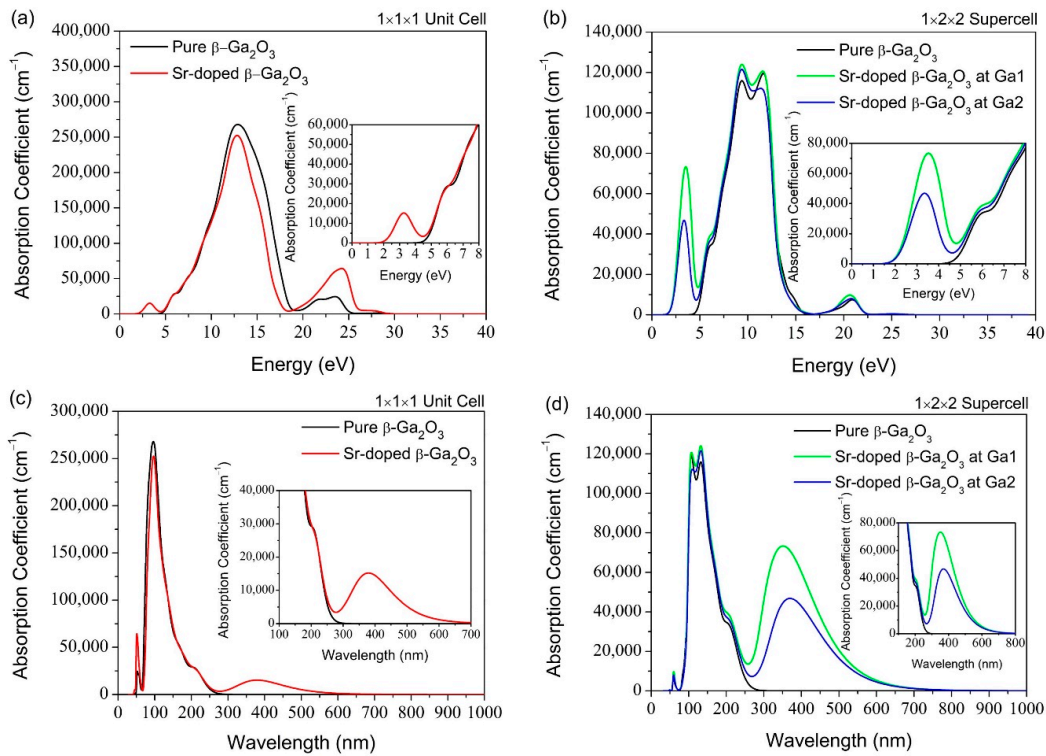 (a)
1×1×1 Unit Cell
400,000
350,000
300,000
250,000
200,000
150,000
100,000
50,000
0
Absorption Coefficient (cm⁻¹)
Pure β–Ga₂O₃
Sr-doped β–Ga₂O₃
60,000
50,000
40,000
30,000
20,000
10,000
0
Absorption Coefficient (cm⁻¹)
0 1 2 3 4 5 6 7 8
Energy (eV)
0 5 10 15 20 25 30 35 40
Energy (eV)
(b)
1×2×2 Supercell
140,000
120,000
100,000
80,000
60,000
40,000
20,000
0
Absorption Coefficient (cm⁻¹)
Pure β-Ga₂O₃
Sr-doped β-Ga₂O₃ at Ga1
Sr-doped β-Ga₂O₃ at Ga2
80,000
60,000
40,000
20,000
0
Absorption Coefficient (cm⁻¹)
0 1 2 3 4 5 6 7 8
Energy (eV)
0 5 10 15 20 25 30 35 40
Energy (eV)
(c)
1×1×1 Unit Cell
300,000
250,000
200,000
150,000
100,000
50,000
0
Absorption Coefficient (cm⁻¹)
Pure β-Ga₂O₃
Sr-doped β-Ga₂O₃
40,000
30,000
20,000
10,000
0
Absorption Coefficient (cm⁻¹)
100 200 300 400 500 600 700
Wavelength (nm)
0 100 200 300 400 500 600 700 800 900 1000
Wavelength (nm)
(d)
1×2×2 Supercell
140,000
120,000
100,000
80,000
60,000
40,000
20,000
0
Absorption Coefficient (cm⁻¹)
Pure β-Ga₂O₃
Sr-doped β-Ga₂O₃ at Ga1
Sr-doped β-Ga₂O₃ at Ga2
80,000
60,000
40,000
20,000
0
Absorption Coeefficient (cm⁻¹)
200 400 600 800
Wavelength (nm)
0 100 200 300 400 500 600 700 800 900 1000
Wavelength (nm)